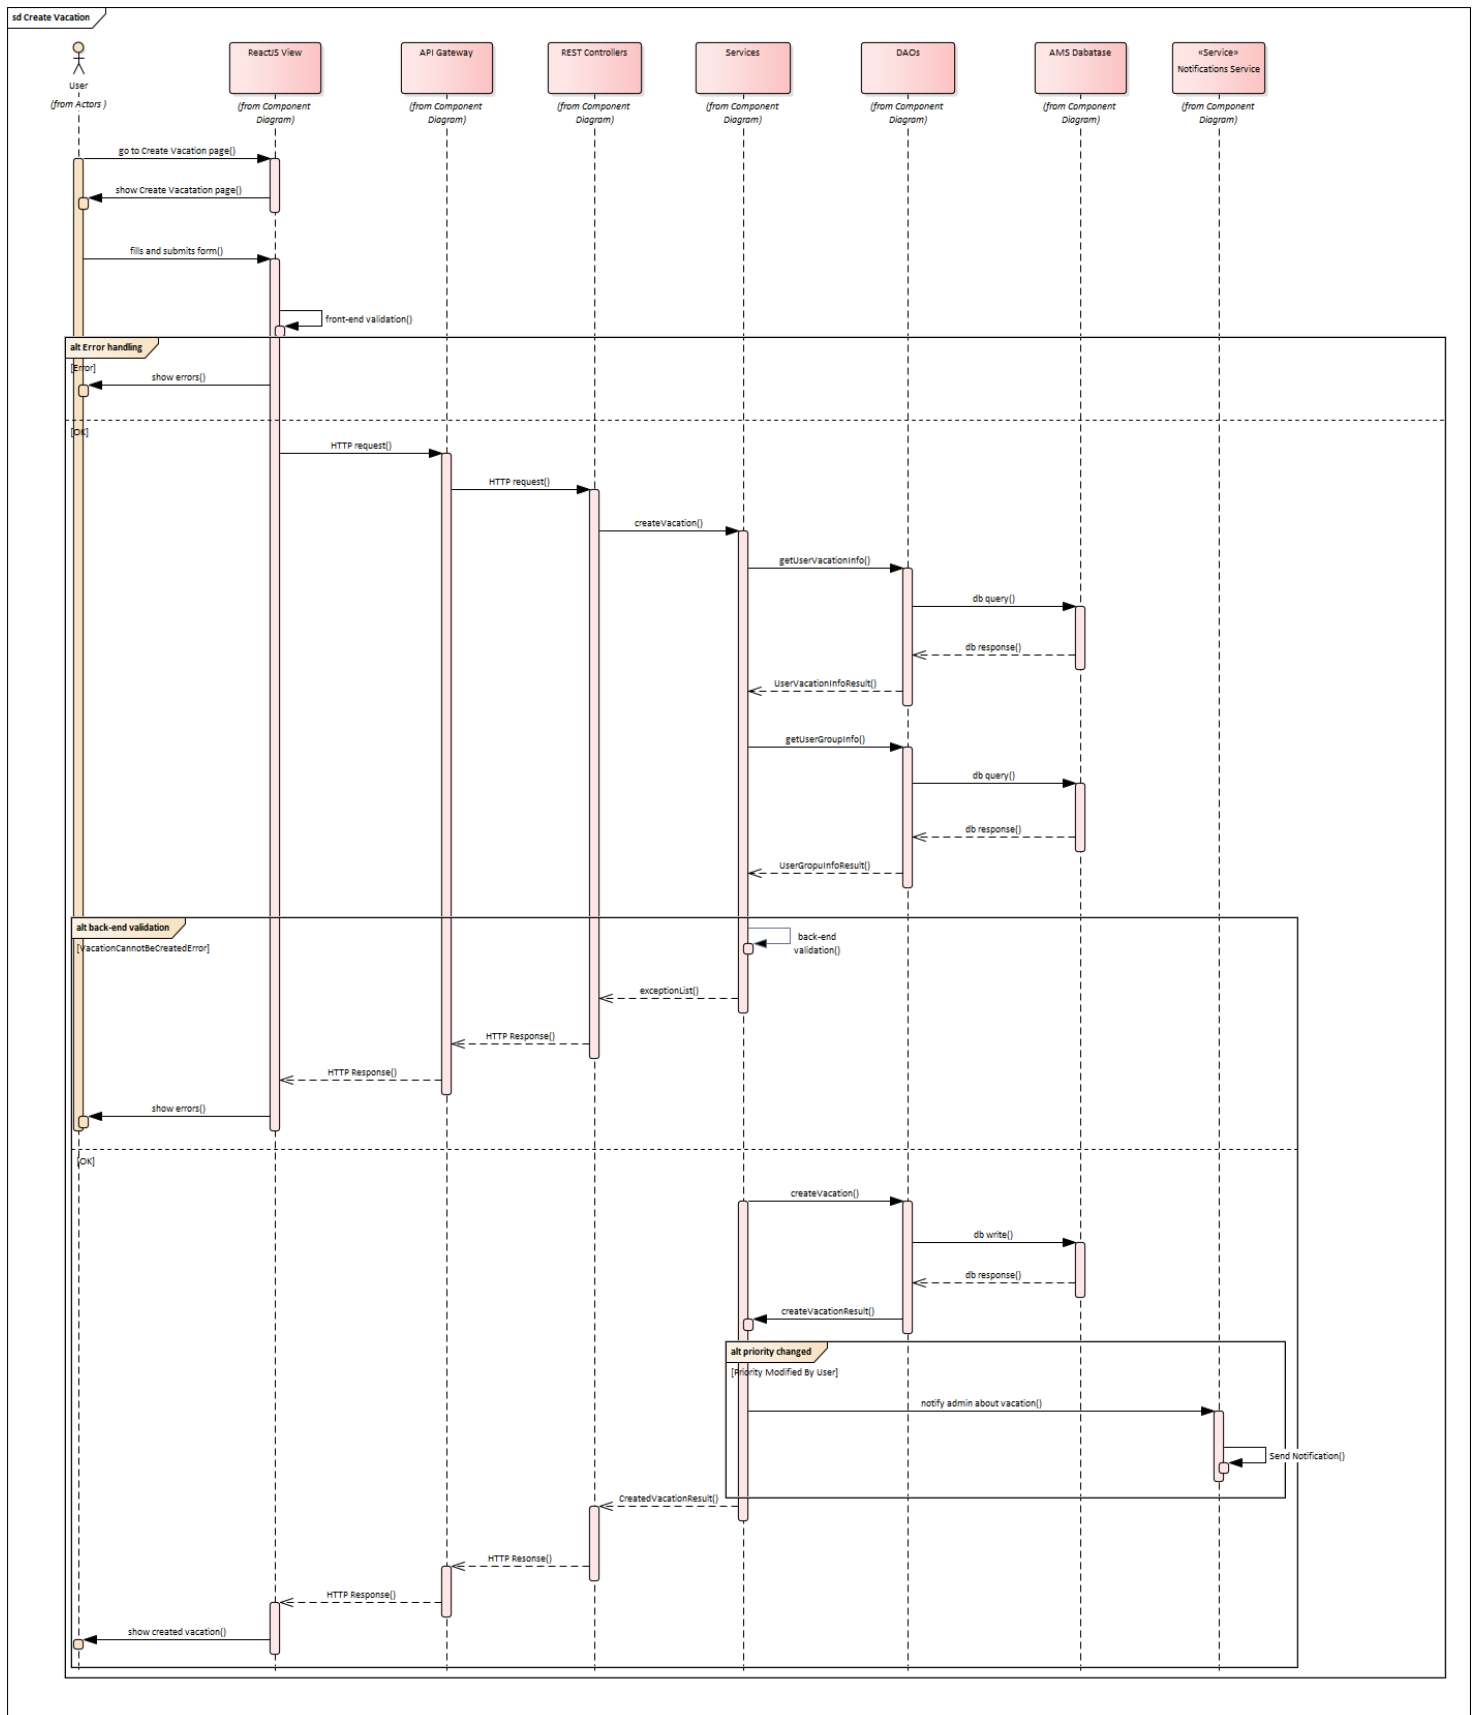 sd Create Vacation
User
(from Actors )
ReactJS View
(from Component
Diagram)
API Gateway
(from Component
Diagram)
REST Controllers
(from Component
Diagram)
Services
(from Component
Diagram)
DAOs
(from Component
Diagram)
AMS Dabatase
(from Component
Diagram)
«Service»
Notifications Service
(from Component
Diagram)
go to Create Vacation page()
show Create Vacatation page()
fills and submits form()
front-end validation()
alt Error handling
[Error]
show errors()
[OK]
HTTP request()
HTTP request()
createVacation()
getUserVacationInfo()
db query()
db response()
UserVacationInfoResult()
getUserGroupInfo()
db query()
db response()
UserGropuInfoResult()
alt back-end validation
[VacationCannotBeCreatedError]
back-end
validation()
exceptionList()
HTTP Response()
HTTP Response()
show errors()
[OK]
createVacation()
db write()
db response()
createVacationResult()
alt priority changed
[Priority Modified By User]
notify admin about vacation()
Send Notification()
CreatedVacationResult()
HTTP Resonse()
HTTP Response()
show created vacation()